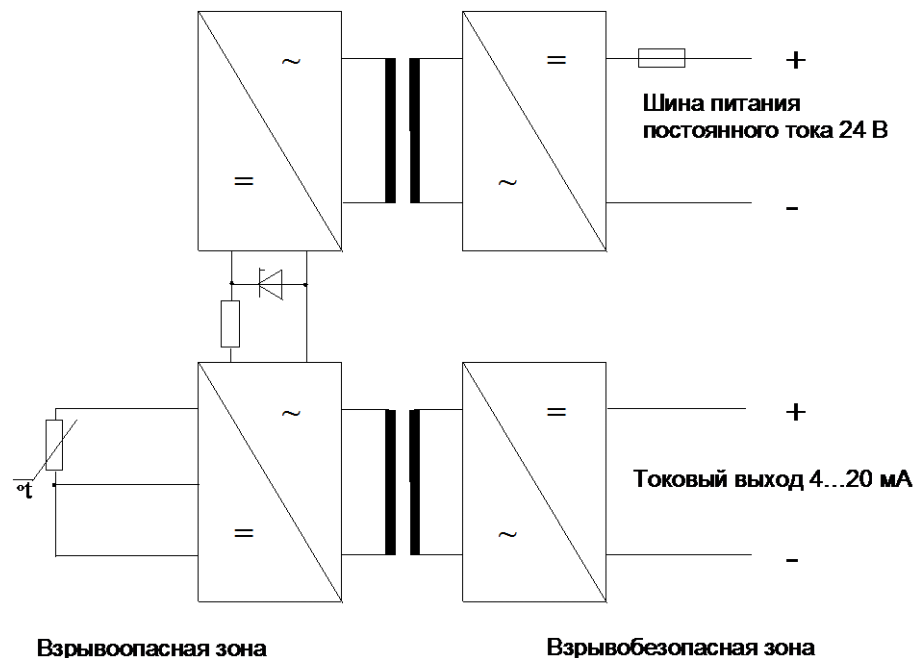 ~
=
+
Шина питания
постоянного тока 24 В
=
~
-
~
=
+
°t
Токовый выход 4...20 мА
=
~
-
Взрывоопасная зона
Взрывобезопасная зона